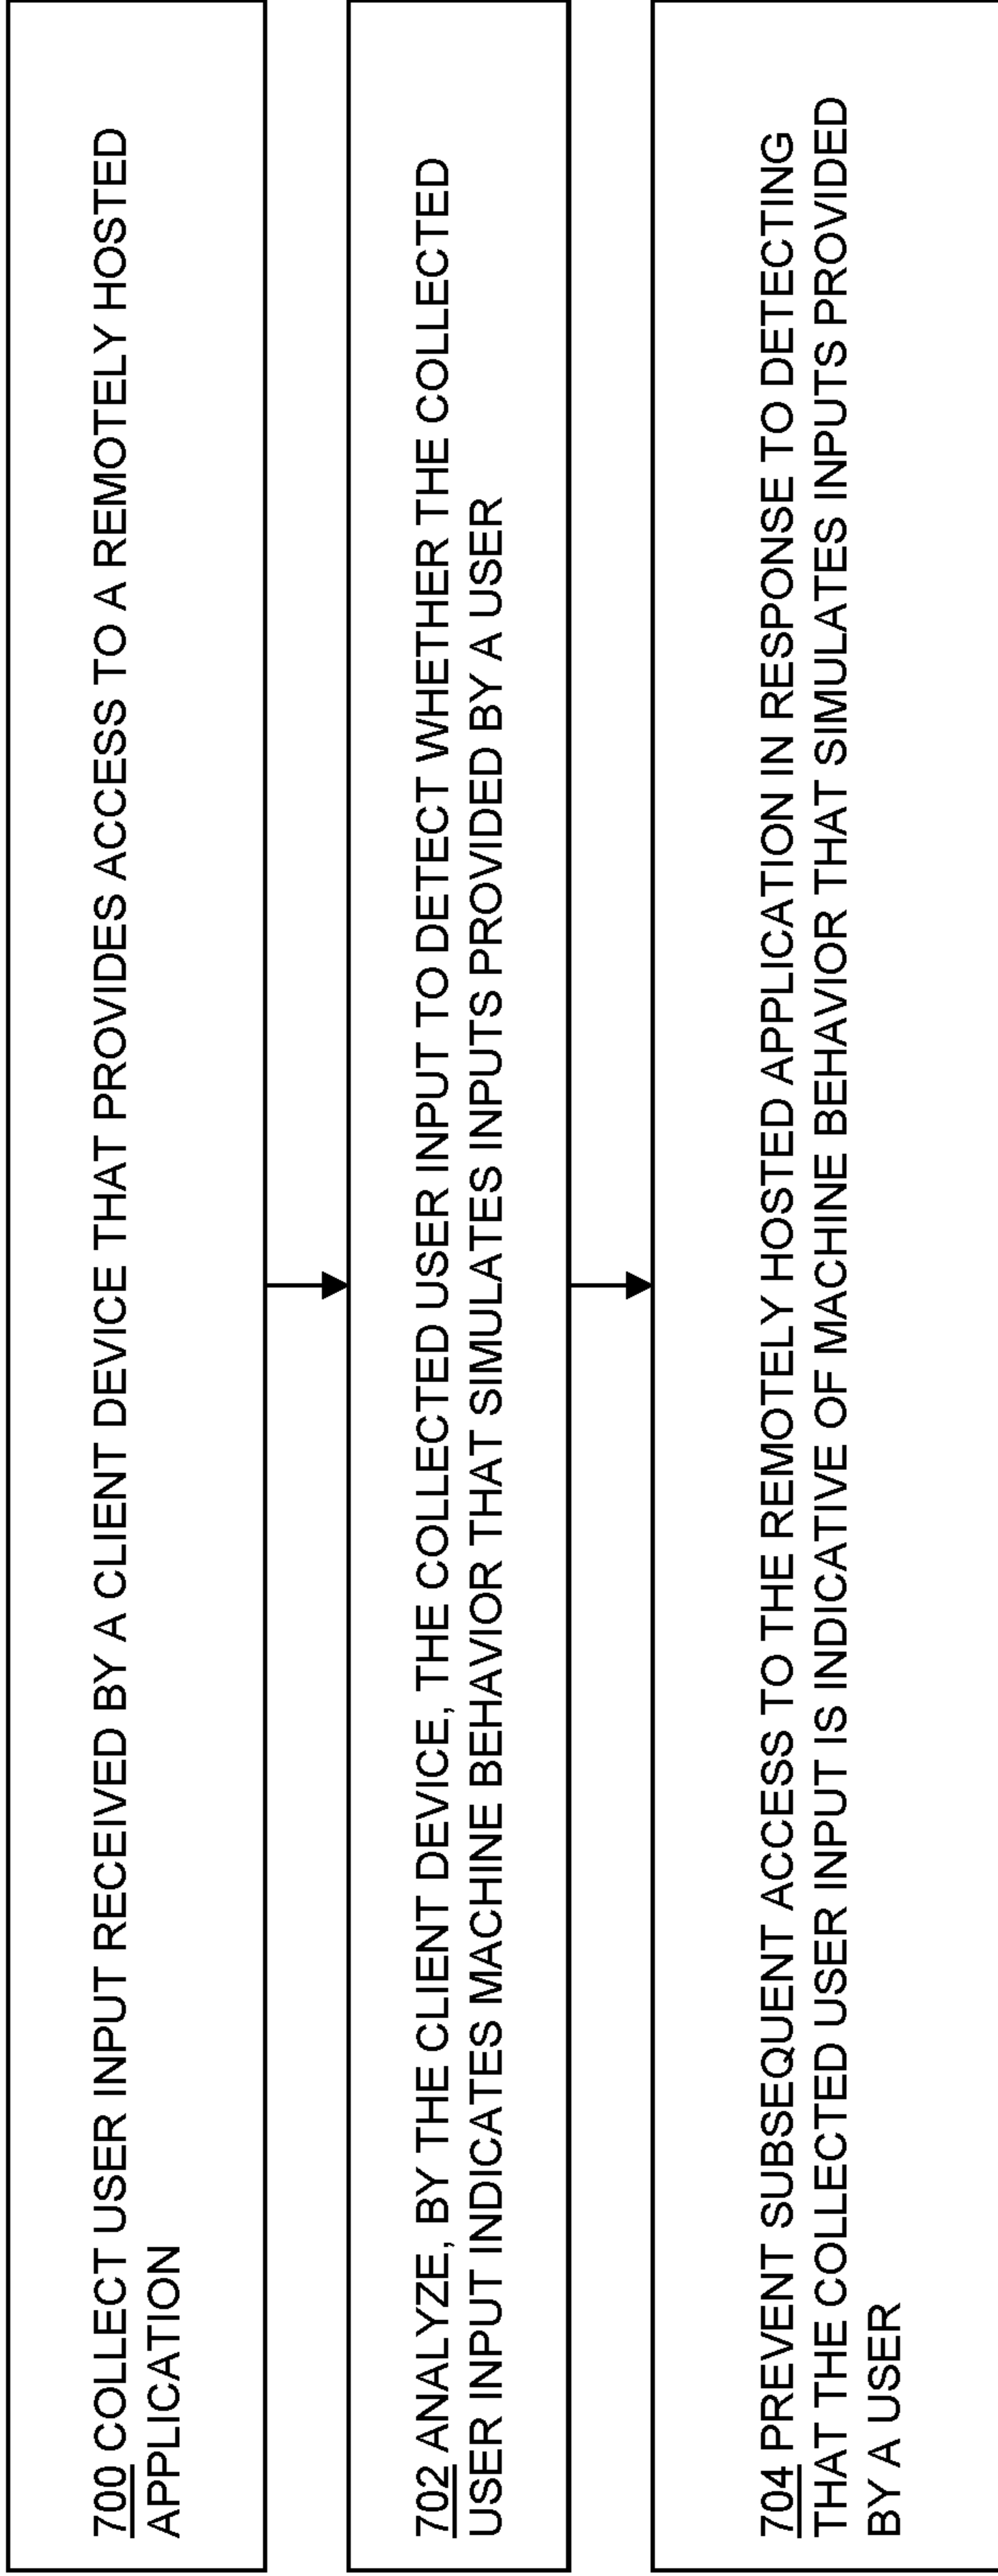 700 COLLECT USER INPUT RECEIVED BY A CLIENT DEVICE THAT PROVIDES ACCESS TO A REMOTELY HOSTED
APPLICATION
702 ANALYZE, BY THE CLIENT DEVICE, THE COLLECTED USER INPUT TO DETECT WHETHER THE COLLECTED
USER INPUT INDICATES MACHINE BEHAVIOR THAT SIMULATES INPUTS PROVIDED BY A USER
704 PREVENT SUBSEQUENT ACCESS TO THE REMOTELY HOSTED APPLICATION IN RESPONSE TO DETECTING
THAT THE COLLECTED USER INPUT IS INDICATIVE OF MACHINE BEHAVIOR THAT SIMULATES INPUTS PROVIDED
BY A USER